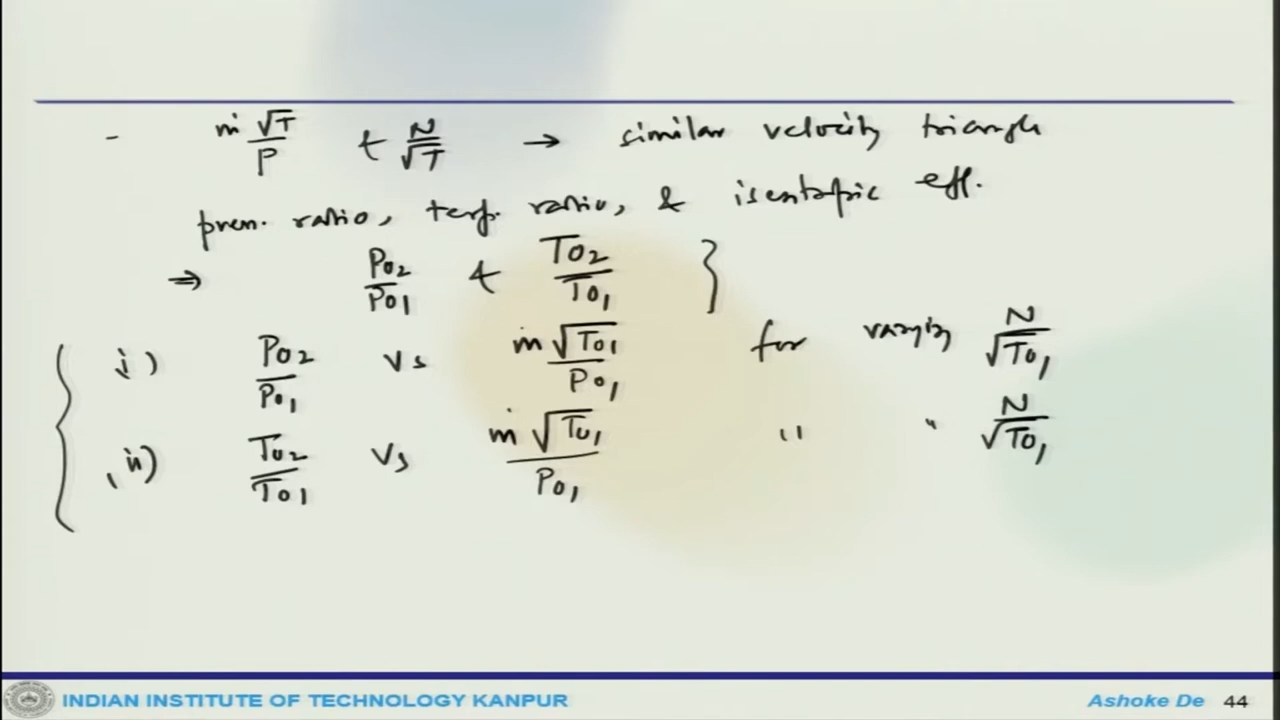 - ṁ √T / P & N / √T → similar velocity triangle
pren. ratio, temp. ratio, & isentropic eff.
⇒ P02 / P01 & T02 / T01 }
{ i) P02 / P01 Vs ṁ √T01 / P01 for varying N / √T01
ii) T02 / T01 Vs ṁ √T01 / P01 " " N / √T01
INDIAN INSTITUTE OF TECHNOLOGY KANPUR
Ashoke De 44